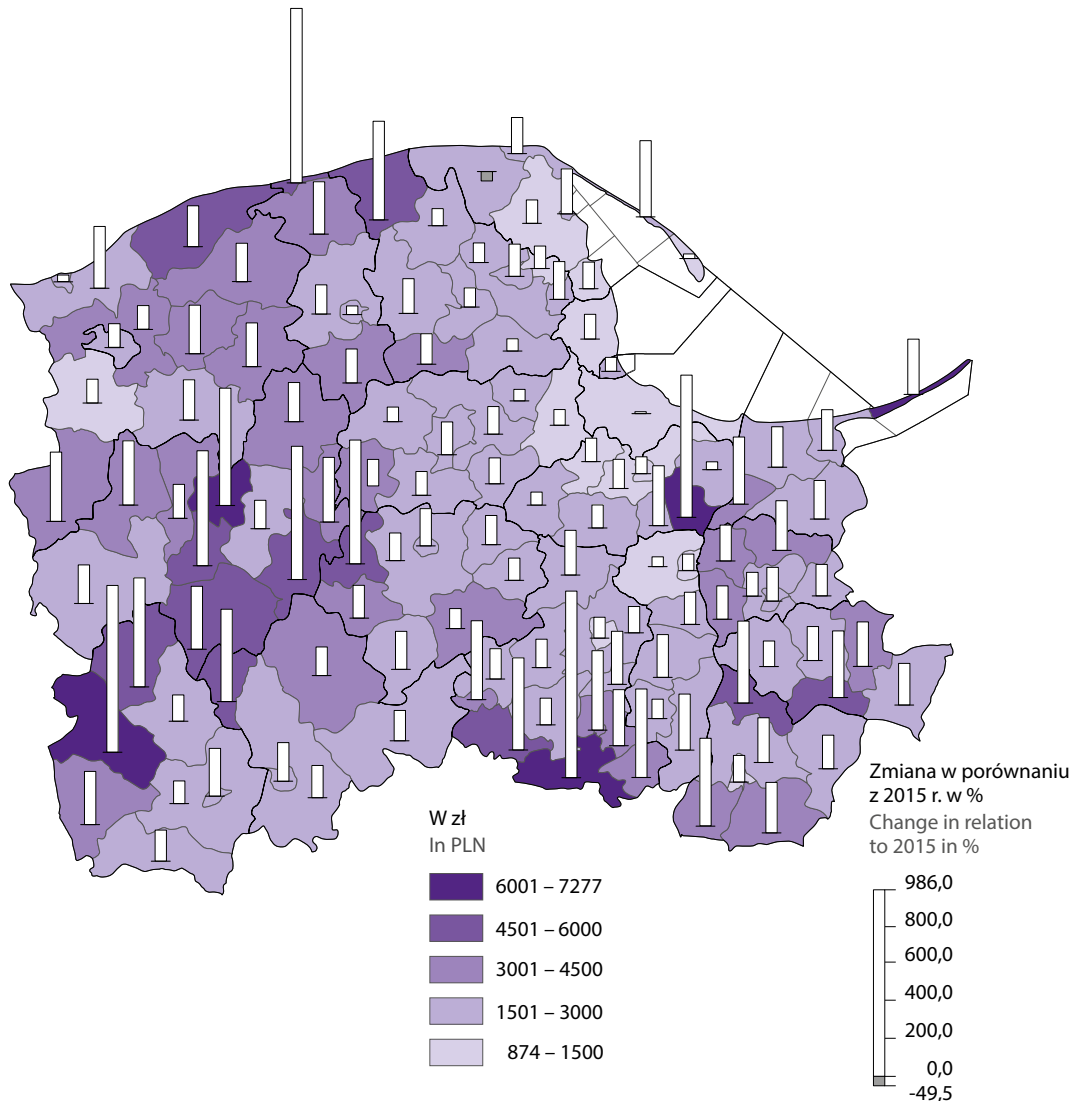 W zł
In PLN
6001 – 7277
4501 – 6000
3001 – 4500
1501 – 3000
874 – 1500
Zmiana w porównaniu
z 2015 r. w %
Change in relation
to 2015 in %
986,0
800,0
600,0
400,0
200,0
0,0
-49,5